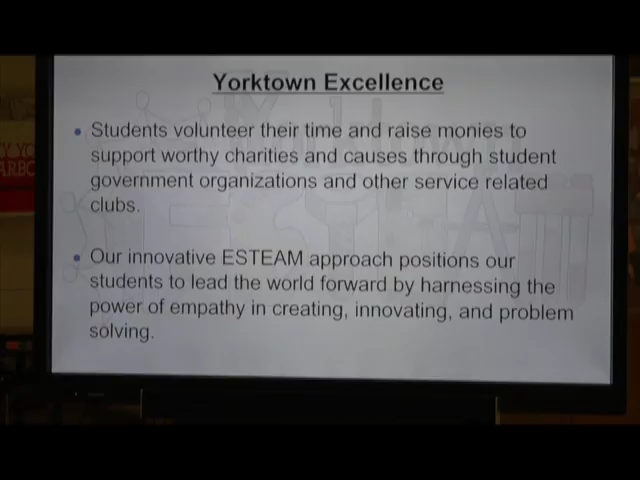 Yorktown Excellence
• Students volunteer their time and raise monies to
support worthy charities and causes through student
government organizations and other service related
clubs.
• Our innovative ESTEAM approach positions our
students to lead the world forward by harnessing the
power of empathy in creating, innovating, and problem
solving.